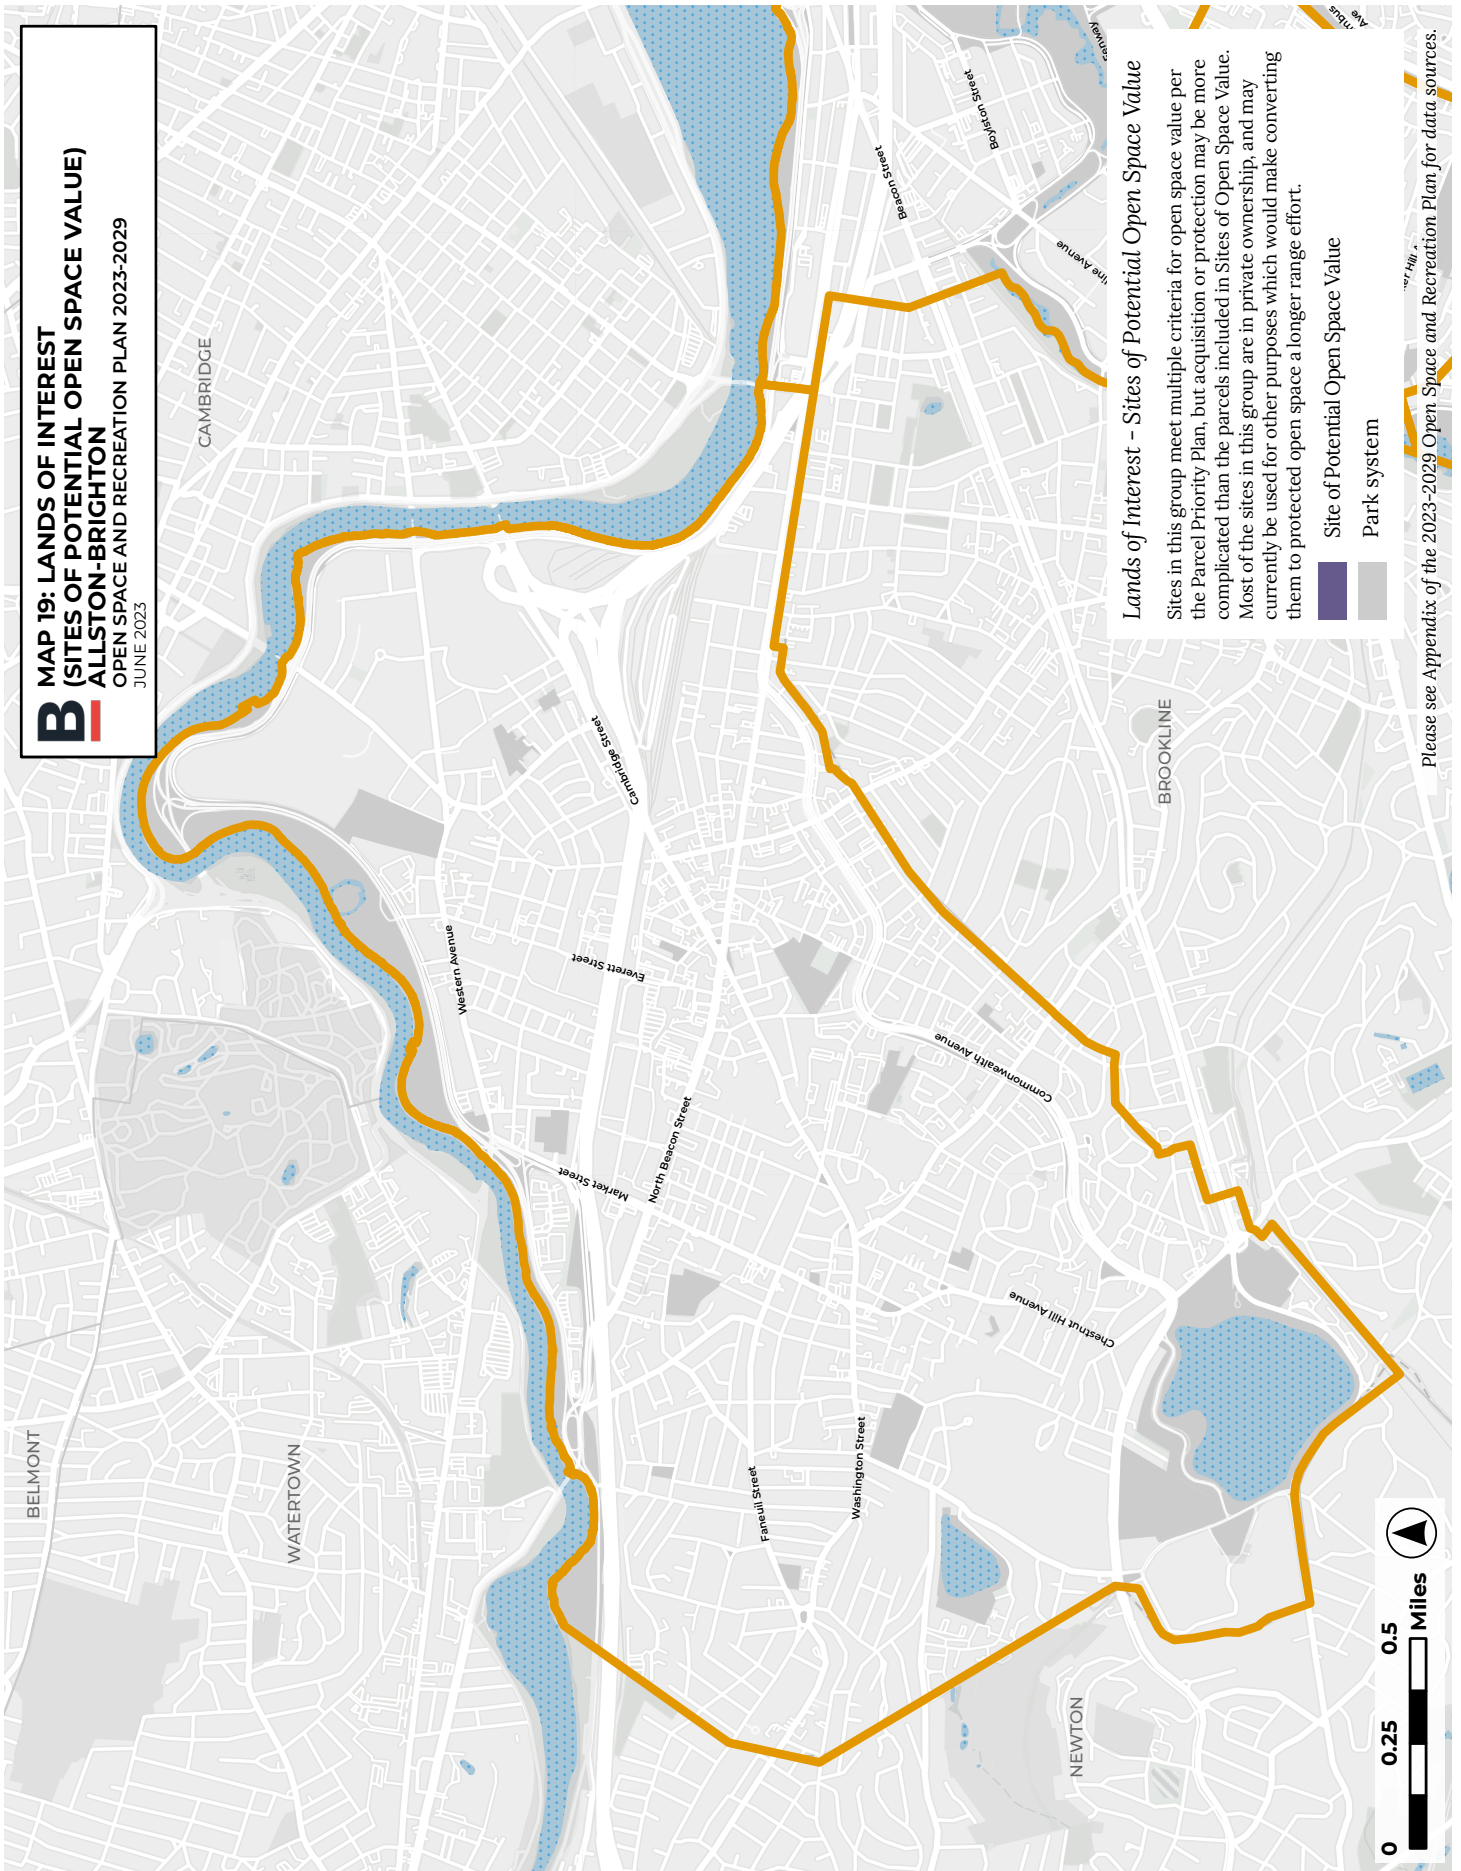 B
MAP 19: LANDS OF INTEREST
(SITES OF POTENTIAL OPEN SPACE VALUE)
ALLSTON-BRIGHTON
OPEN SPACE AND RECREATION PLAN 2023-2029
JUNE 2023
BELMONT
WATERTOWN
CAMBRIDGE
NEWTON
BROOKLINE
Western Avenue
Everett Street
Cambridge Street
Market Street
North Beacon Street
Faneuil Street
Washington Street
Commonwealth Avenue
Chestnut Hill Avenue
Beacon Street
Boylston Street
line Avenue
enway
mbus
Ave
er Hill
Lands of Interest - Sites of Potential Open Space Value
Sites in this group meet multiple criteria for open space value per
the Parcel Priority Plan, but acquisition or protection may be more
complicated than the parcels included in Sites of Open Space Value.
Most of the sites in this group are in private ownership, and may
currently be used for other purposes which would make converting
them to protected open space a longer range effort.
Site of Potential Open Space Value
Park system
0 0.25 0.5
Miles
Please see Appendix of the 2023-2029 Open Space and Recreation Plan for data sources.